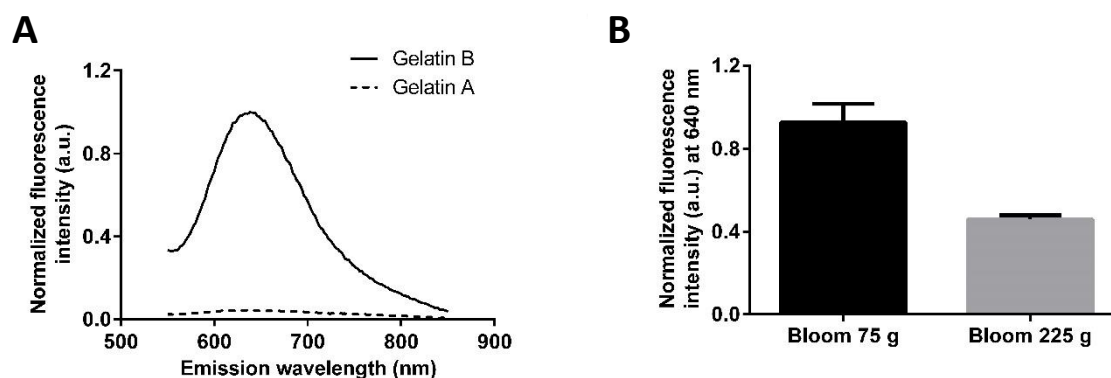 A
Gelatin B
Gelatin A
Normalized fluorescence
intensity (a.u.)
1.2
0.8
0.4
0.0
500
600
700
800
900
Emission wavelength (nm)
B
Normalized fluorescence
intensity (a.u.) at 640 nm
1.2
0.8
0.4
0.0
Bloom 75 g
Bloom 225 g